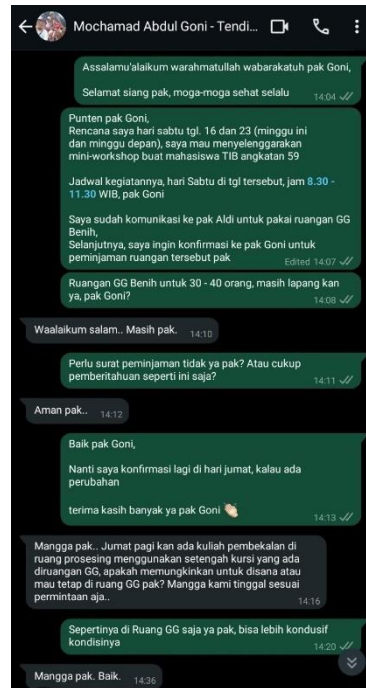 Mochamad Abdul Goni - Tendi...
Assalamu'alaikum warahmatullah wabarakatuh pak Goni,
Selamat siang pak, moga-moga sehat selalu
14:04
Punten pak Goni,
Rencana saya hari sabtu tgl. 16 dan 23 (minggu ini
dan minggu depan), saya mau menyelenggarakan
mini-workshop buat mahasiswa TIB angkatan 59
Jadwal kegiatannya, hari Sabtu di tgl tersebut, jam 8.30 -
11.30 WIB, pak Goni
Saya sudah komunikasi ke pak Aldi untuk pakai ruangan GG
Benih,
Selanjutnya, saya ingin konfirmasi ke pak Goni untuk
peminjaman ruangan tersebut pak
Edited 14:07
Ruangan GG Benih untuk 30 - 40 orang, masih lapang kan
ya, pak Goni?
14:08
Waalaikum salam.. Masih pak.
14:10
Perlu surat peminjaman tidak ya pak? Atau cukup
pemberitahuan seperti ini saja?
14:11
Aman pak..
14:12
Baik pak Goni,
Nanti saya konfirmasi lagi di hari jumat, kalau ada
perubahan
terima kasih banyak ya pak Goni 👏🏻
14:13
Mangga pak.. Jumat pagi kan ada kuliah pembekalan di
ruang prosesing menggunakan setengah kursi yang ada
diruangan GG, apakah memungkinkan untuk disana atau
mau tetap di ruang GG pak? Mangga kami tinggal sesuai
permintaan aja..
14:16
Sepertinya di Ruang GG saja ya pak, bisa lebih kondusif
kondisinya
14:20
Mangga pak. Baik.
14:36